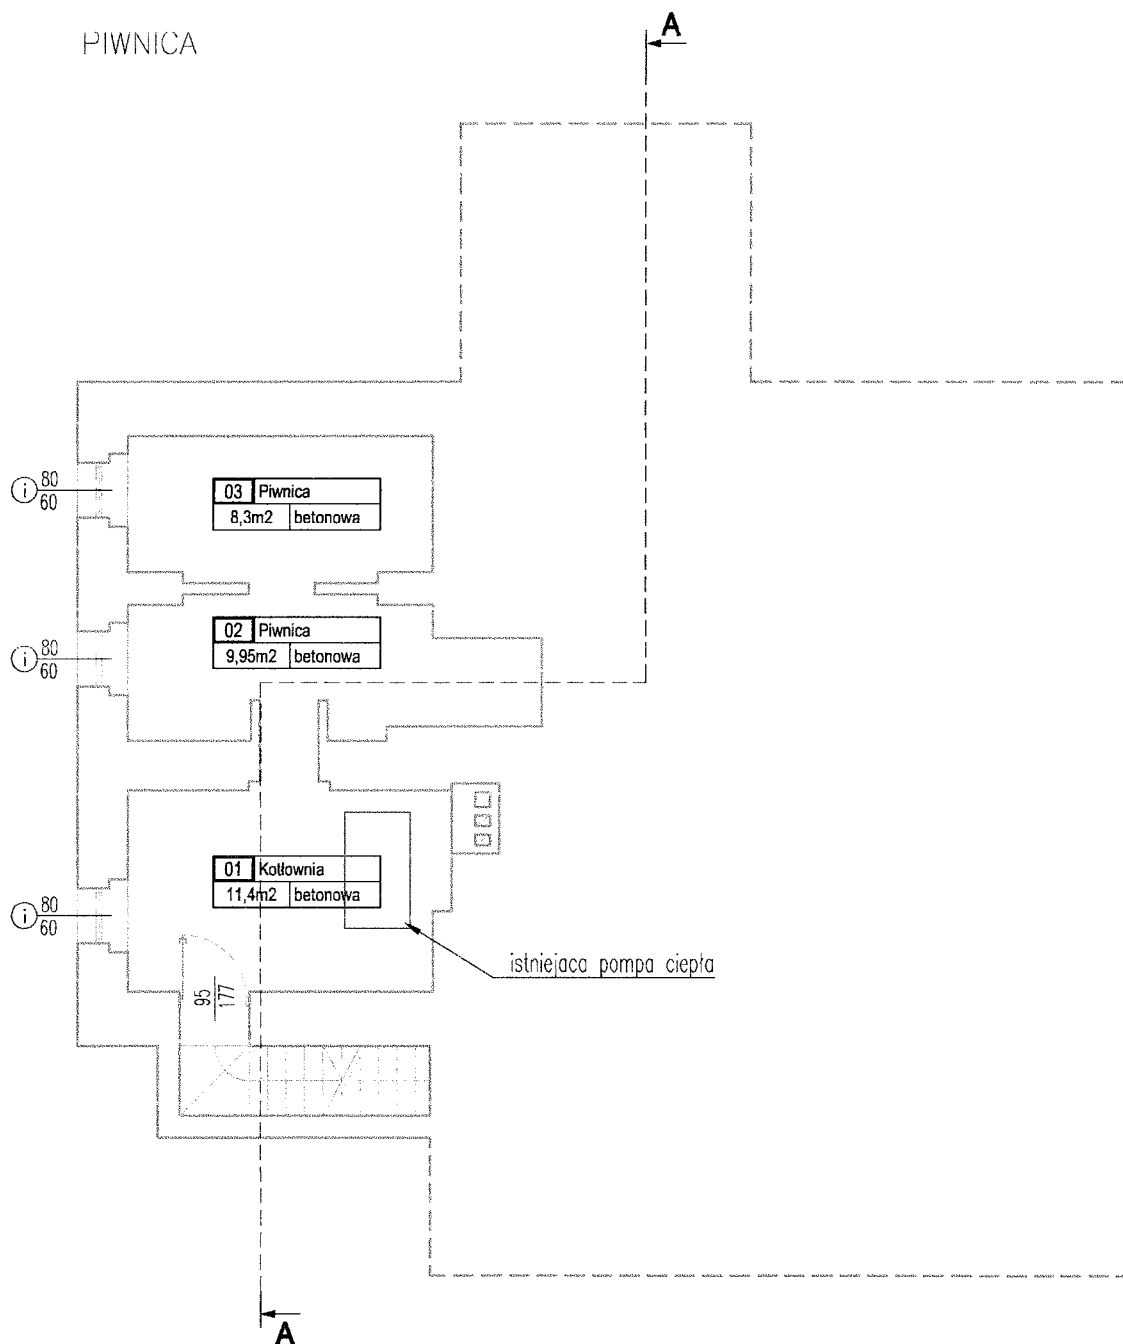 A
PIWNICA
03 Piwnica
8,3m2 betonowa
i 80
60
02 Piwnica
9,95m2 betonowa
i 80
60
01 Kotłownia
11,4m2 betonowa
i 80
60
istniejaca pompa ciepła
95
177
A